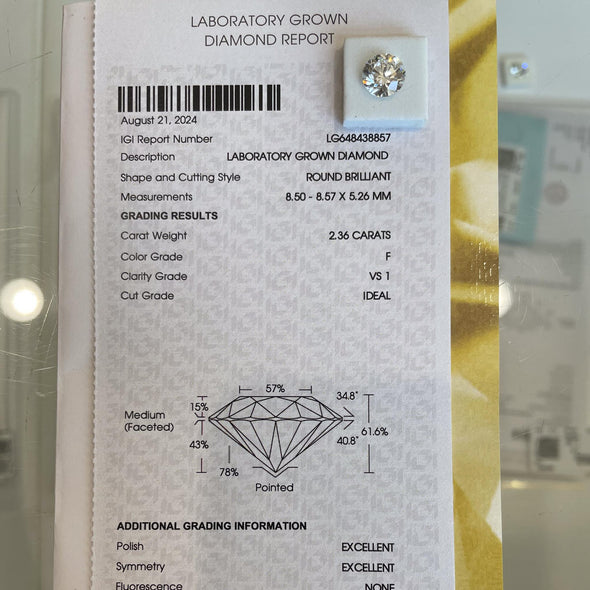 LABORATORY GROWN
DIAMOND REPORT
August 21, 2024
IGI Report Number LG648438857
Description LABORATORY GROWN DIAMOND
Shape and Cutting Style ROUND BRILLIANT
Measurements 8.50 - 8.57 X 5.26 MM
GRADING RESULTS
Carat Weight 2.36 CARATS
Color Grade F
Clarity Grade VS 1
Cut Grade IDEAL
57%
15% 34.8°
Medium
(Faceted)
43% 40.8° 61.6%
78%
Pointed
ADDITIONAL GRADING INFORMATION
Polish EXCELLENT
Symmetry EXCELLENT
Fluorescence NONE